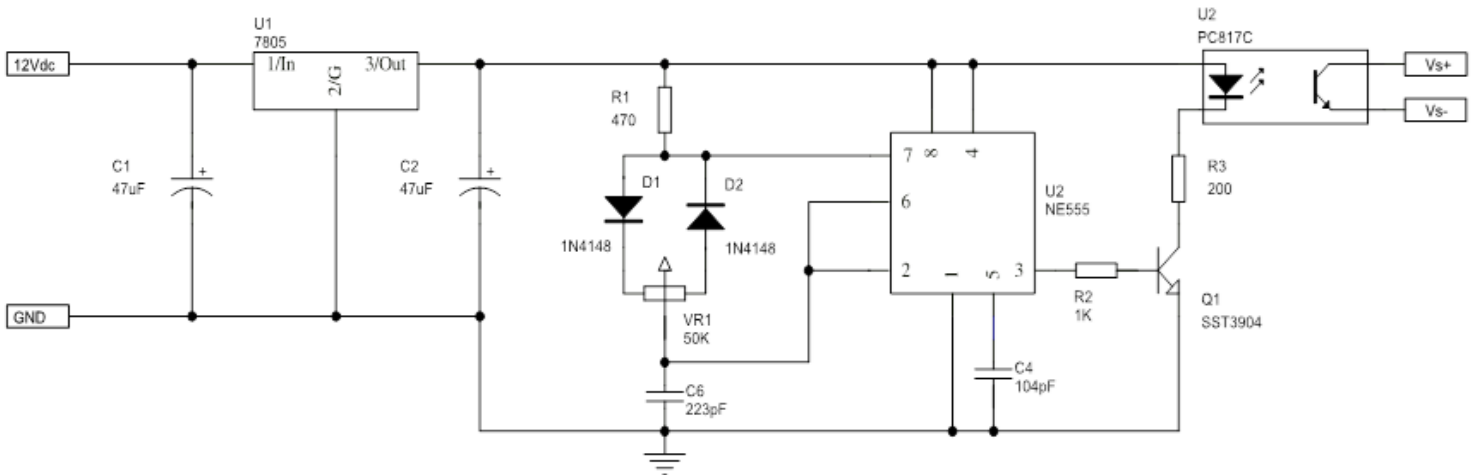 U1
7805
12Vdc
1/In
2/G
3/Out
C1
47uF
C2
47uF
GND
R1
470
D1
D2
1N4148
1N4148
VR1
50K
C6
223pF
7
8
4
6
2
1
5
3
U2
NE555
R2
1K
C4
104pF
U2
PC817C
Vs+
Vs-
R3
200
Q1
SST3904